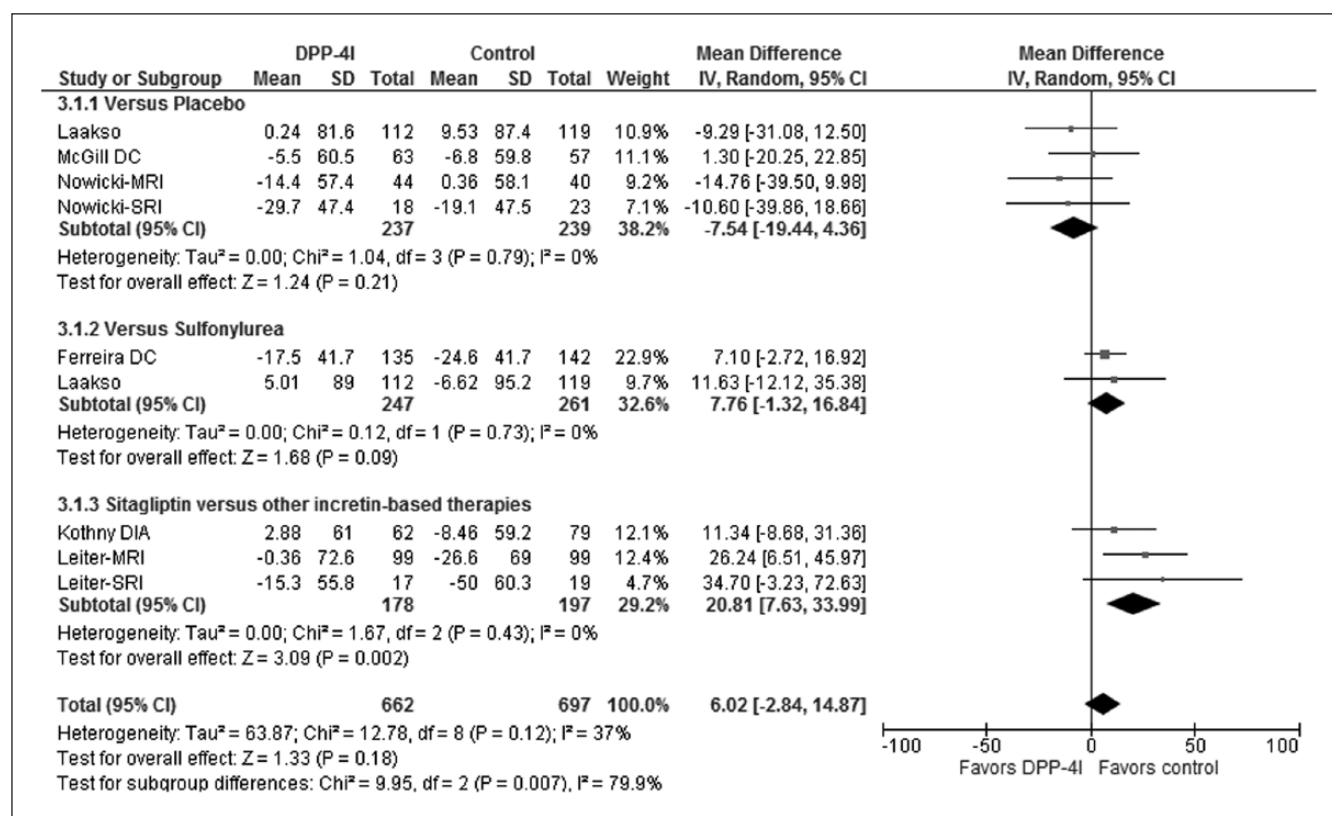 DPP-4I Control Mean Difference Mean Difference
Study or Subgroup Mean SD Total Mean SD Total Weight IV, Random, 95% CI IV, Random, 95% CI
3.1.1 Versus Placebo
Laakso 0.24 81.6 112 9.53 87.4 119 10.9% -9.29 [-31.08, 12.50]
McGill DC -5.5 60.5 63 -6.8 59.8 57 11.1% 1.30 [-20.25, 22.85]
Nowicki-MRI -14.4 57.4 44 0.36 58.1 40 9.2% -14.76 [-39.50, 9.98]
Nowicki-SRI -29.7 47.4 18 -19.1 47.5 23 7.1% -10.60 [-39.86, 18.66]
Subtotal (95% CI) 237 239 38.2% -7.54 [-19.44, 4.36]
Heterogeneity: Tau² = 0.00; Chi² = 1.04, df = 3 (P = 0.79); I² = 0%
Test for overall effect: Z = 1.24 (P = 0.21)
3.1.2 Versus Sulfonylurea
Ferreira DC -17.5 41.7 135 -24.6 41.7 142 22.9% 7.10 [-2.72, 16.92]
Laakso 5.01 89 112 -6.62 95.2 119 9.7% 11.63 [-12.12, 35.38]
Subtotal (95% CI) 247 261 32.6% 7.76 [-1.32, 16.84]
Heterogeneity: Tau² = 0.00; Chi² = 0.12, df = 1 (P = 0.73); I² = 0%
Test for overall effect: Z = 1.68 (P = 0.09)
3.1.3 Sitagliptin versus other incretin-based therapies
Kothny DIA 2.88 61 62 -8.46 59.2 79 12.1% 11.34 [-8.68, 31.36]
Leiter-MRI -0.36 72.6 99 -26.6 69 99 12.4% 26.24 [6.51, 45.97]
Leiter-SRI -15.3 55.8 17 -50 60.3 19 4.7% 34.70 [-3.23, 72.63]
Subtotal (95% CI) 178 197 29.2% 20.81 [7.63, 33.99]
Heterogeneity: Tau² = 0.00; Chi² = 1.67, df = 2 (P = 0.43); I² = 0%
Test for overall effect: Z = 3.09 (P = 0.002)
Total (95% CI) 662 697 100.0% 6.02 [-2.84, 14.87]
Heterogeneity: Tau² = 63.87; Chi² = 12.78, df = 8 (P = 0.12); I² = 37%
Test for overall effect: Z = 1.33 (P = 0.18)
Test for subgroup differences: Chi² = 9.95, df = 2 (P = 0.007), I² = 79.9%
-100 -50 0 50 100
Favors DPP-4I Favors control